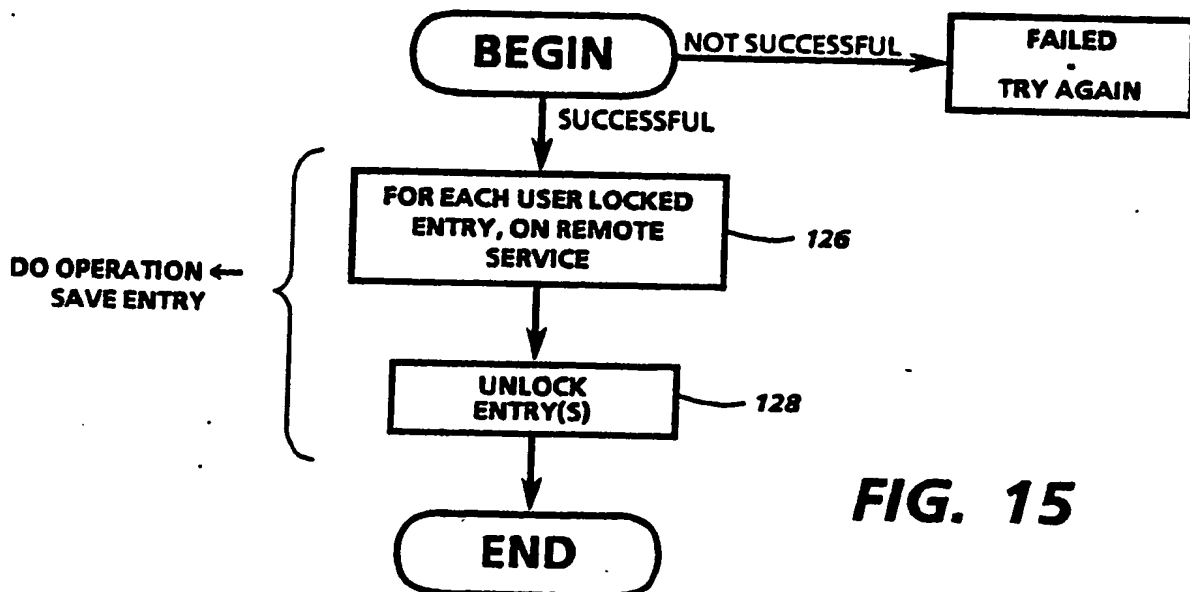 BEGIN
NOT SUCCESSFUL
FAILED
-
TRY AGAIN
SUCCESSFUL
FOR EACH USER LOCKED
ENTRY, ON REMOTE
SERVICE
126
DO OPERATION ←
SAVE ENTRY
UNLOCK
ENTRY(S)
128
END
FIG. 15